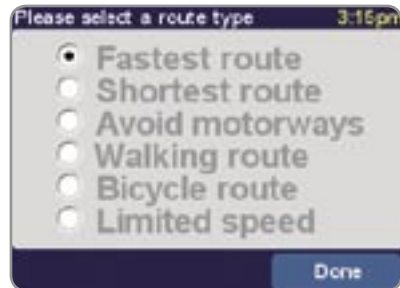 Please select a route type 3:15pm
Fastest route
Shortest route
Avoid motorways
Walking route
Bicycle route
Limited speed
Done